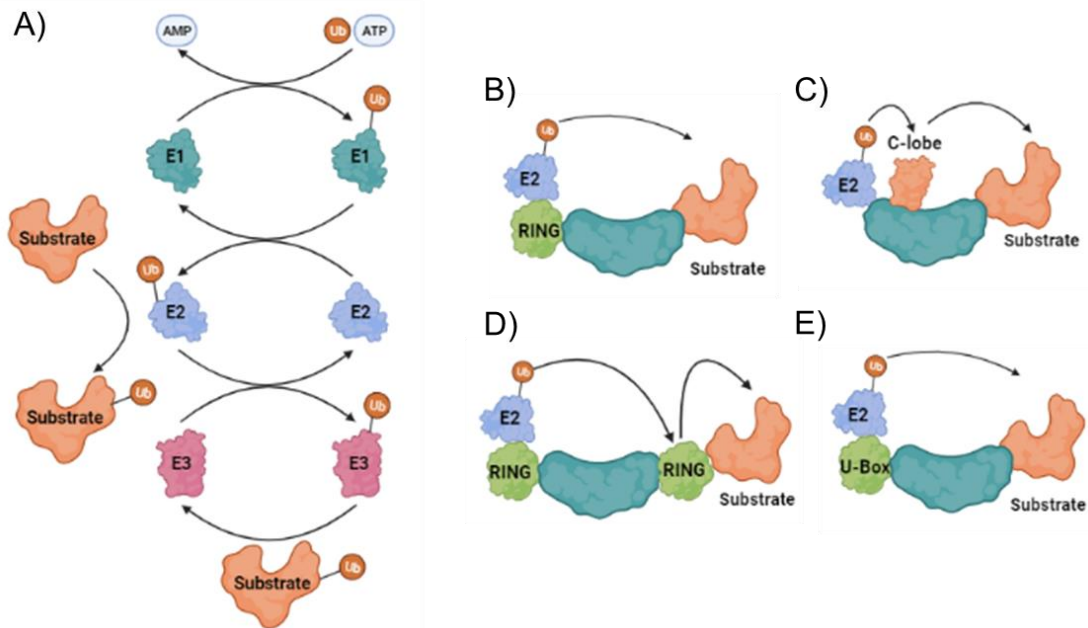 A)
AMP
Ub
ATP
Ub
E1
E1
Substrate
Ub
E2
E2
Substrate
Ub
Ub
E3
E3
Substrate
Ub
B)
Ub
E2
RING
Substrate
C)
Ub
C-lobe
E2
Substrate
D)
Ub
E2
RING
RING
Substrate
E)
Ub
E2
U-Box
Substrate